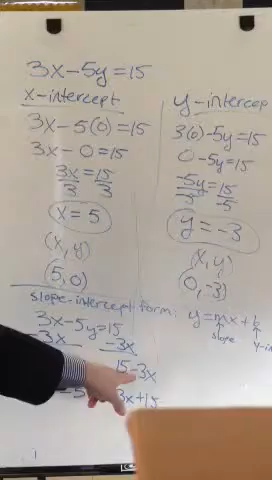 3x-5y=15
x-intercept
3x-5(0)=15
3x-0=15
3x/3=15/3
x=5
(x,y)
(5,0)
y-intercep
3(0)-5y=15
0-5y=15
-5y/-5=15/-5
y=-3
(x,y)
(0,-3)
slope-intercept form: y=mx+b
slope
3x-5y=15
-3x -3x
15-3x
-5 3x+15